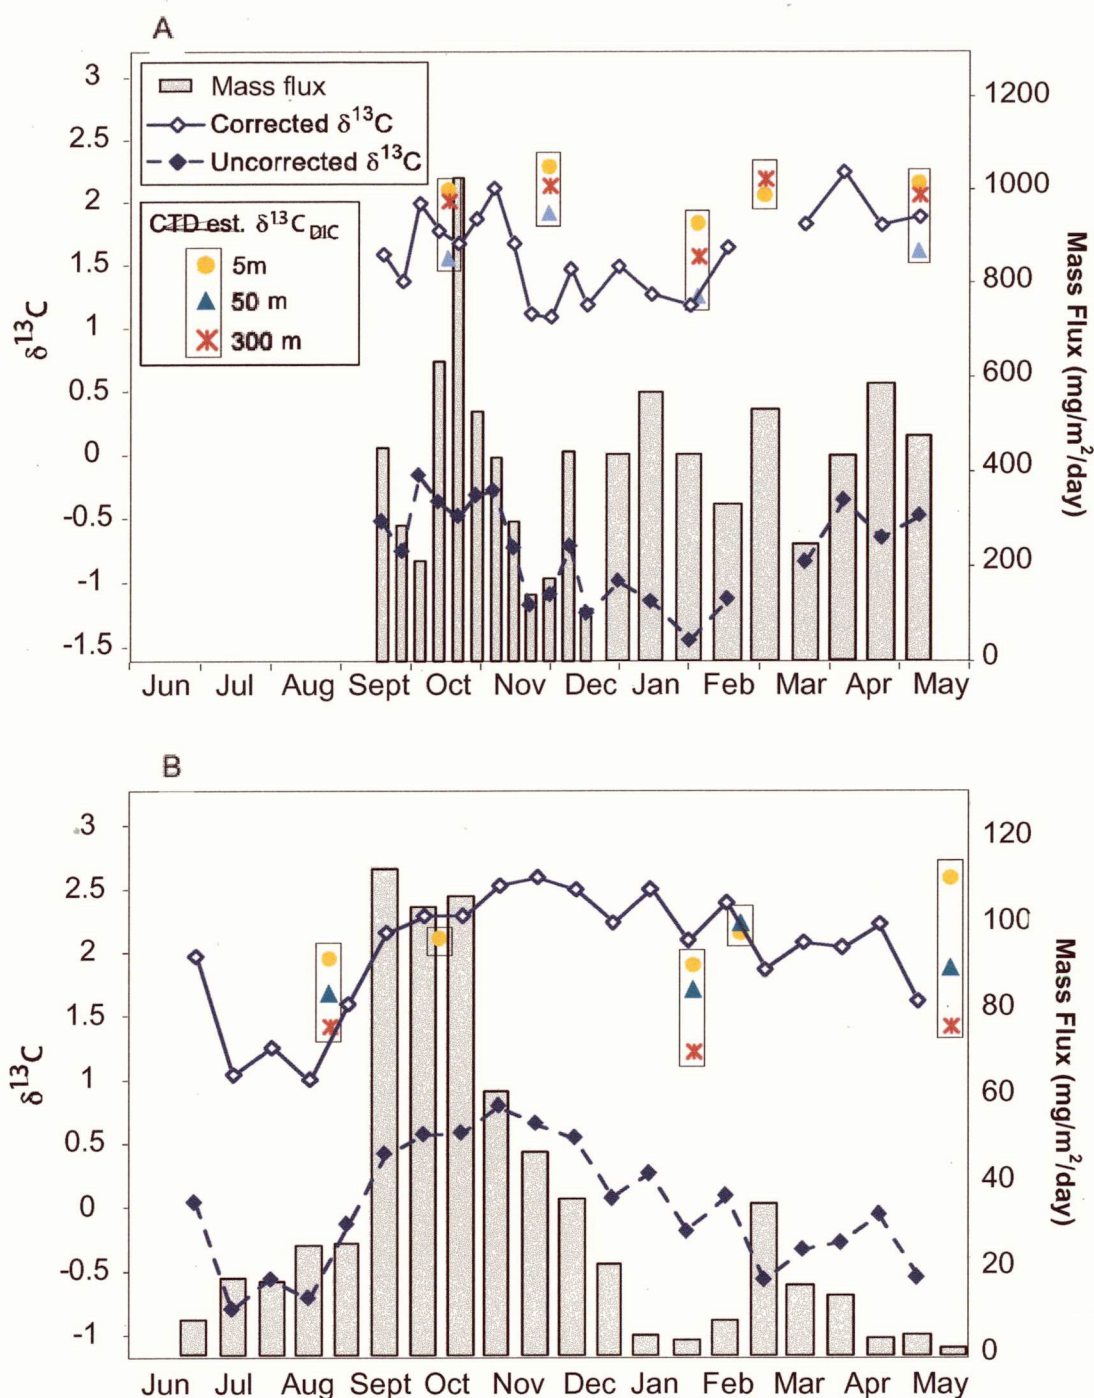 A
3
2.5
2
1.5
1
0.5
0
-0.5
-1
-1.5
δ¹³C
Mass flux
Corrected δ¹³C
Uncorrected δ¹³C
CTD est. δ¹³C_DIC
5m
50 m
300 m
1200
1000
800
600
400
200
0
Mass Flux (mg/m²/day)
Jun Jul Aug Sept Oct Nov Dec Jan Feb Mar Apr May
B
3
2.5
2
1.5
1
0.5
0
-0.5
-1
δ¹³C
120
100
80
60
40
20
0
Mass Flux (mg/m²/day)
Jun Jul Aug Sept Oct Nov Dec Jan Feb Mar Apr May